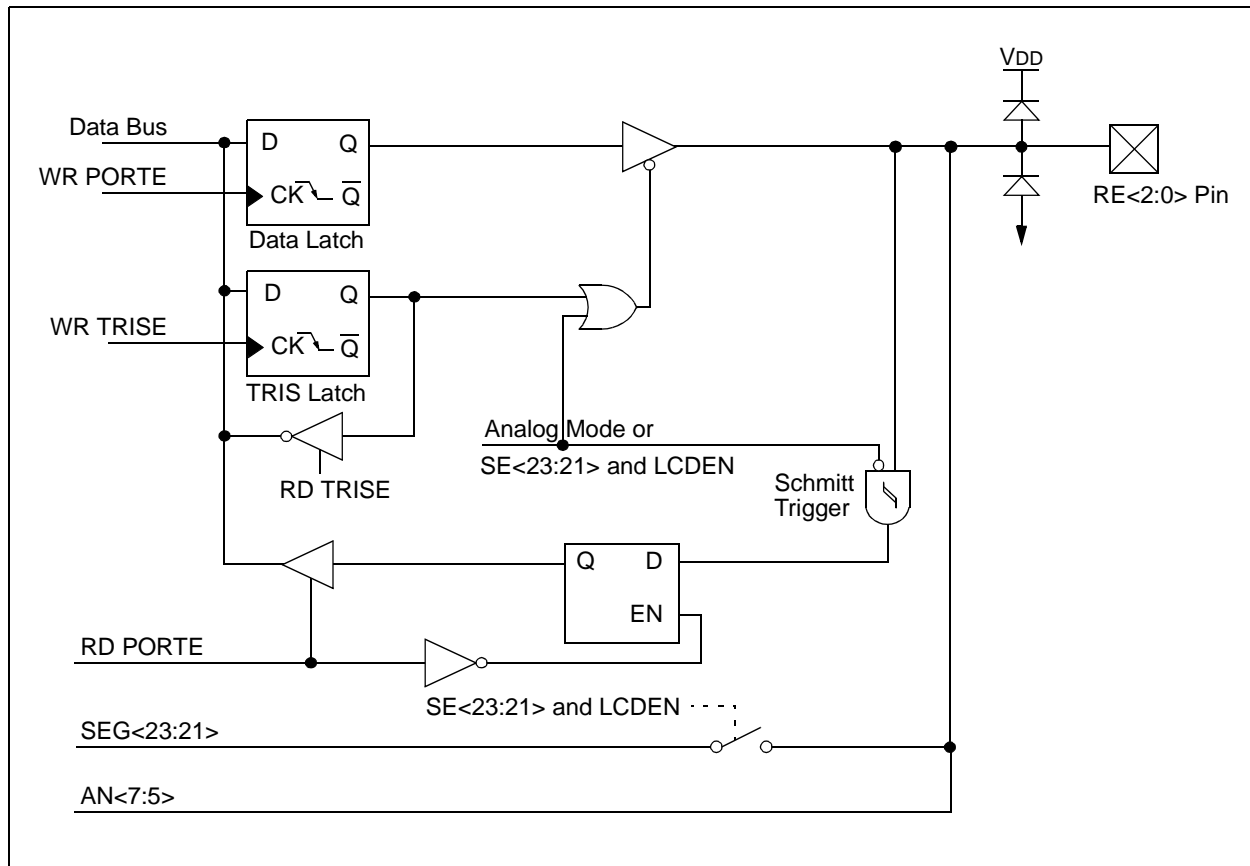 VDD
Data Bus
D
Q
WR PORTE
CK
Q
RE<2:0> Pin
Data Latch
D
Q
WR TRISE
CK
Q
TRIS Latch
Analog Mode or
SE<23:21> and LCDEN
RD TRISE
Schmitt
Trigger
Q
D
EN
RD PORTE
SE<23:21> and LCDEN
SEG<23:21>
AN<7:5>